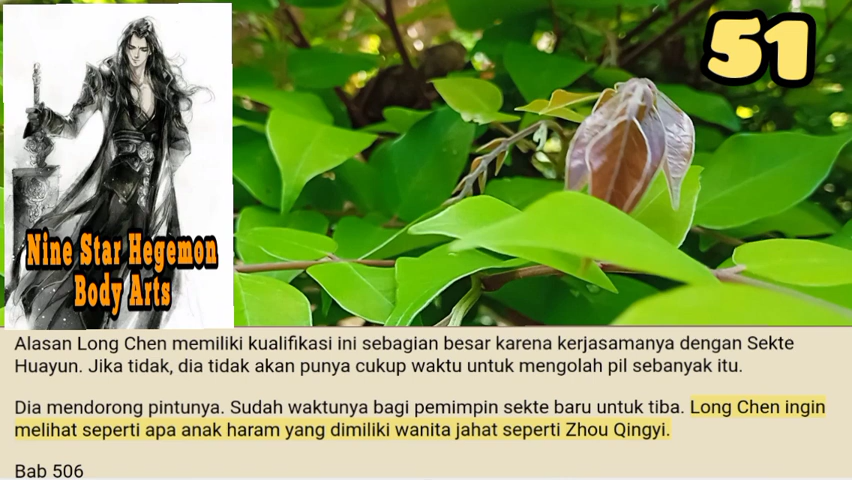 51
Nine Star Hegemon
Body Arts
Alasan Long Chen memiliki kualifikasi ini sebagian besar karena kerjasamanya dengan Sekte
Huayun. Jika tidak, dia tidak akan punya cukup waktu untuk mengolah pil sebanyak itu.
Dia mendorong pintunya. Sudah waktunya bagi pemimpin sekte baru untuk tiba. Long Chen ingin
melihat seperti apa anak haram yang dimiliki wanita jahat seperti Zhou Qingyi.
Bab 506